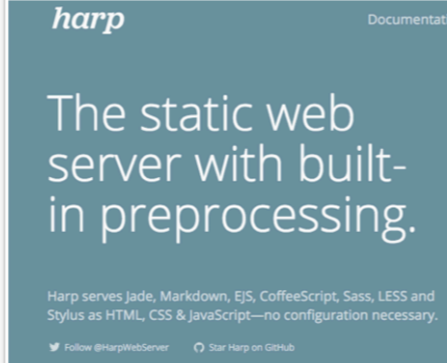 harp
Documentati
The static web
server with built-
in preprocessing.
Harp serves Jade, Markdown, EJS, CoffeeScript, Sass, LESS and
Stylus as HTML, CSS & JavaScript—no configuration necessary.
Follow @HarpWebServer Star Harp on GitHub